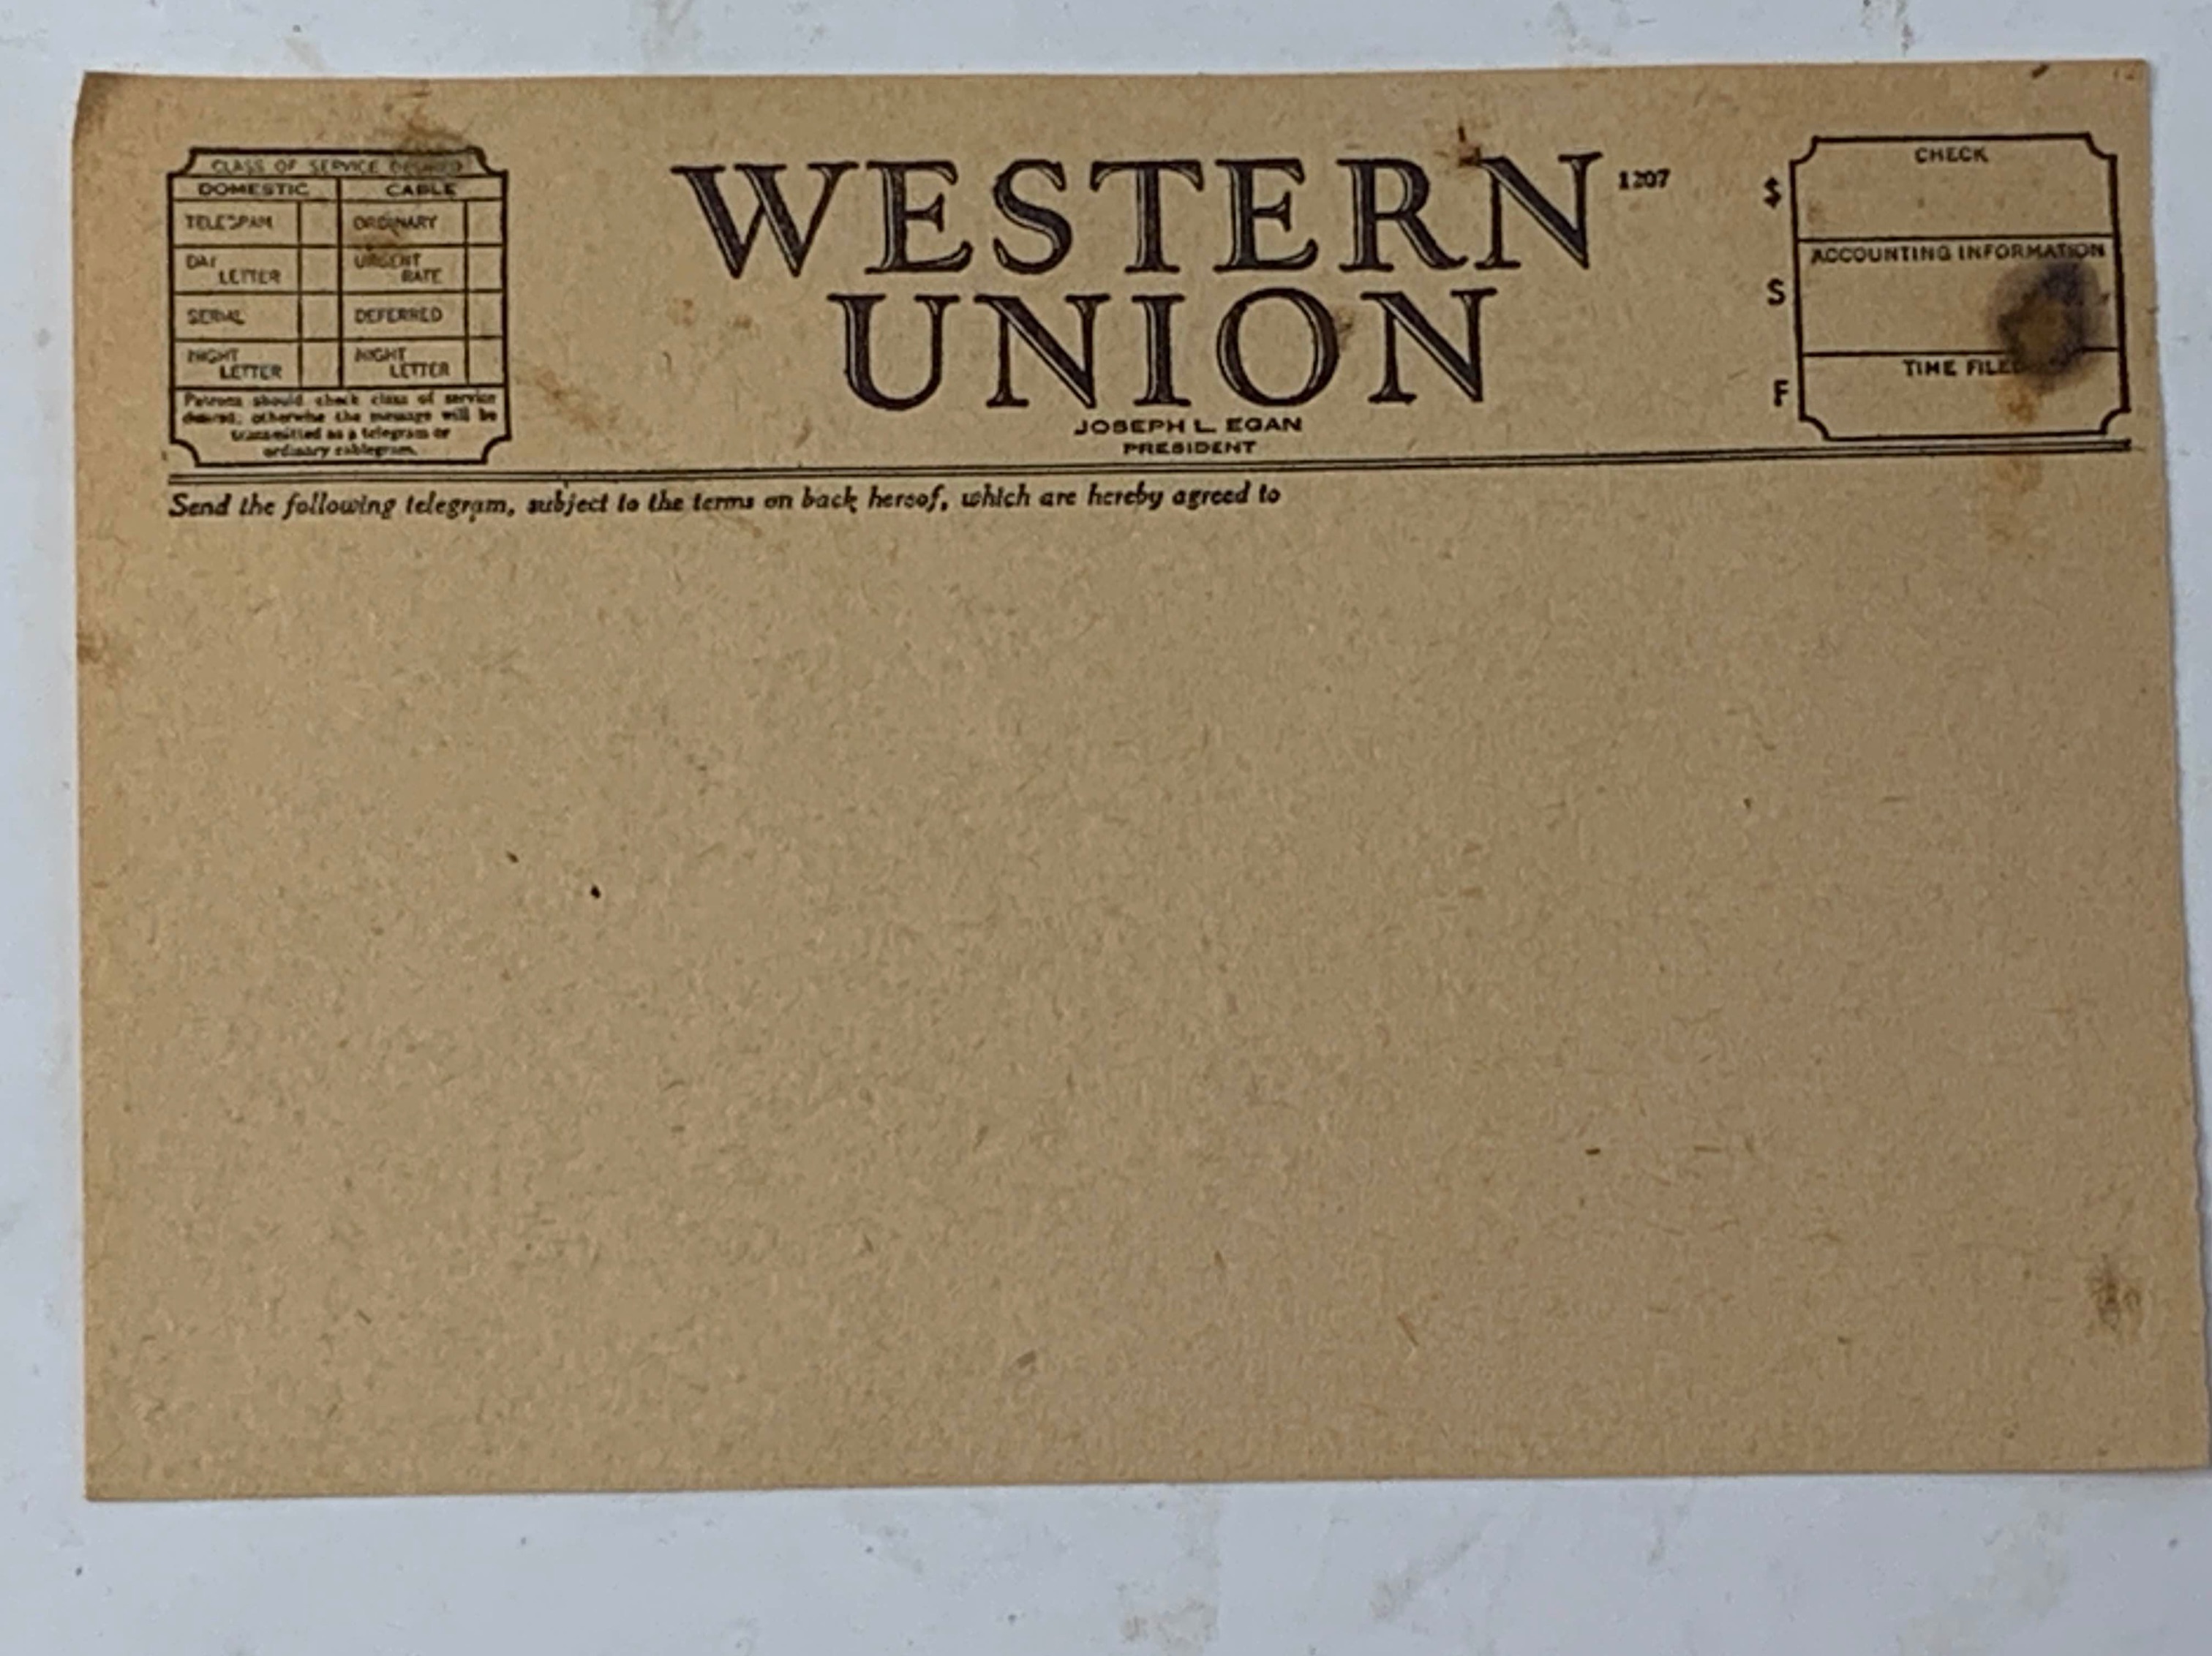 CLASS OF SERVICE DESIRED
DOMESTIC CABLE
TELEGRAM ORDINARY
DAY LETTER URGENT RATE
SERIAL DEFERRED
NIGHT LETTER NIGHT LETTER
Patrons should check class of service
desired; otherwise the message will be
transmitted as a telegram or
ordinary cablegram.
WESTERN 1207
UNION
JOSEPH L. EGAN
PRESIDENT
$
S
F
CHECK
ACCOUNTING INFORMATION
TIME FILED
Send the following telegram, subject to the terms on back hereof, which are hereby agreed to